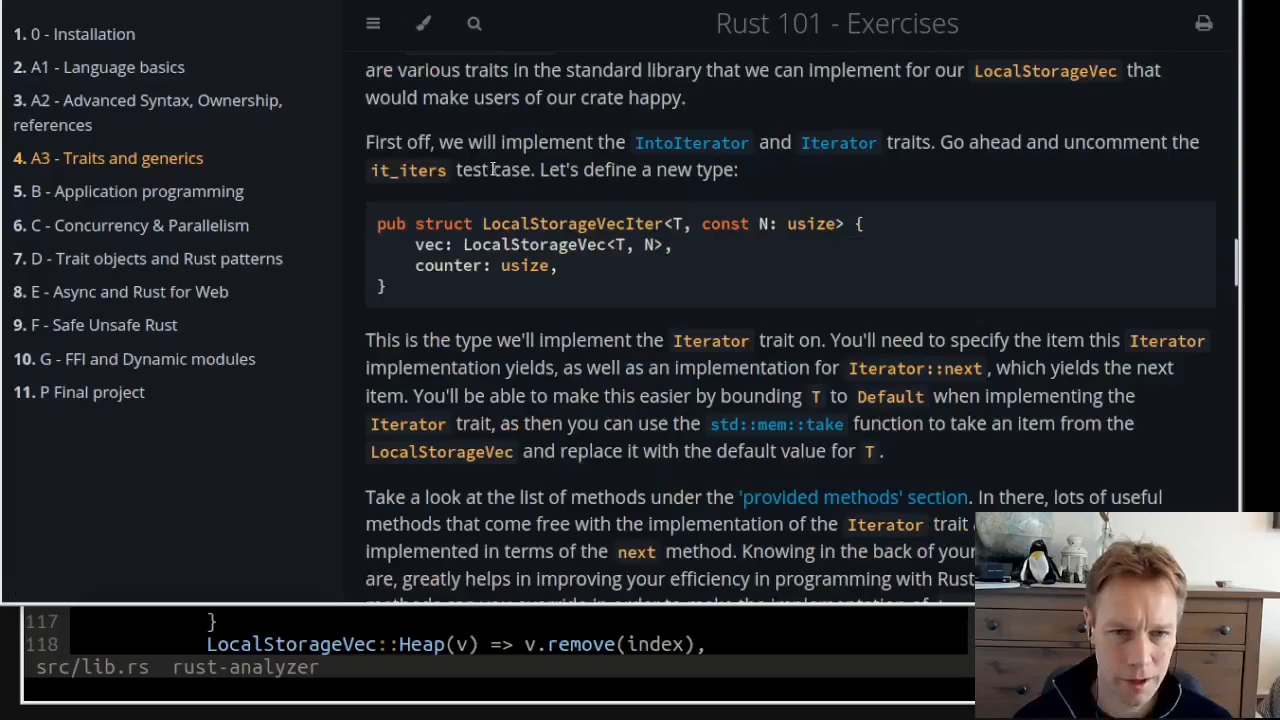 Rust 101 - Exercises
1. 0 - Installation
2. A1 - Language basics
3. A2 - Advanced Syntax, Ownership,
references
4. A3 - Traits and generics
5. B - Application programming
6. C - Concurrency & Parallelism
7. D - Trait objects and Rust patterns
8. E - Async and Rust for Web
9. F - Safe Unsafe Rust
10. G - FFI and Dynamic modules
11. P Final project
are various traits in the standard library that we can implement for our LocalStorageVec that
would make users of our crate happy.
First off, we will implement the IntoIterator and Iterator traits. Go ahead and uncomment the
it_iters test case. Let's define a new type:
pub struct LocalStorageVecIter<T, const N: usize> {
vec: LocalStorageVec<T, N>,
counter: usize,
}
This is the type we'll implement the Iterator trait on. You'll need to specify the item this Iterator
implementation yields, as well as an implementation for Iterator::next, which yields the next
item. You'll be able to make this easier by bounding T to Default when implementing the
Iterator trait, as then you can use the std::mem::take function to take an item from the
LocalStorageVec and replace it with the default value for T.
Take a look at the list of methods under the 'provided methods' section. In there, lots of useful
methods that come free with the implementation of the Iterator trait
implemented in terms of the next method. Knowing in the back of your
are, greatly helps in improving your efficiency in programming with Rust
117 }
118 LocalStorageVec::Heap(v) => v.remove(index),
src/lib.rs rust-analyzer